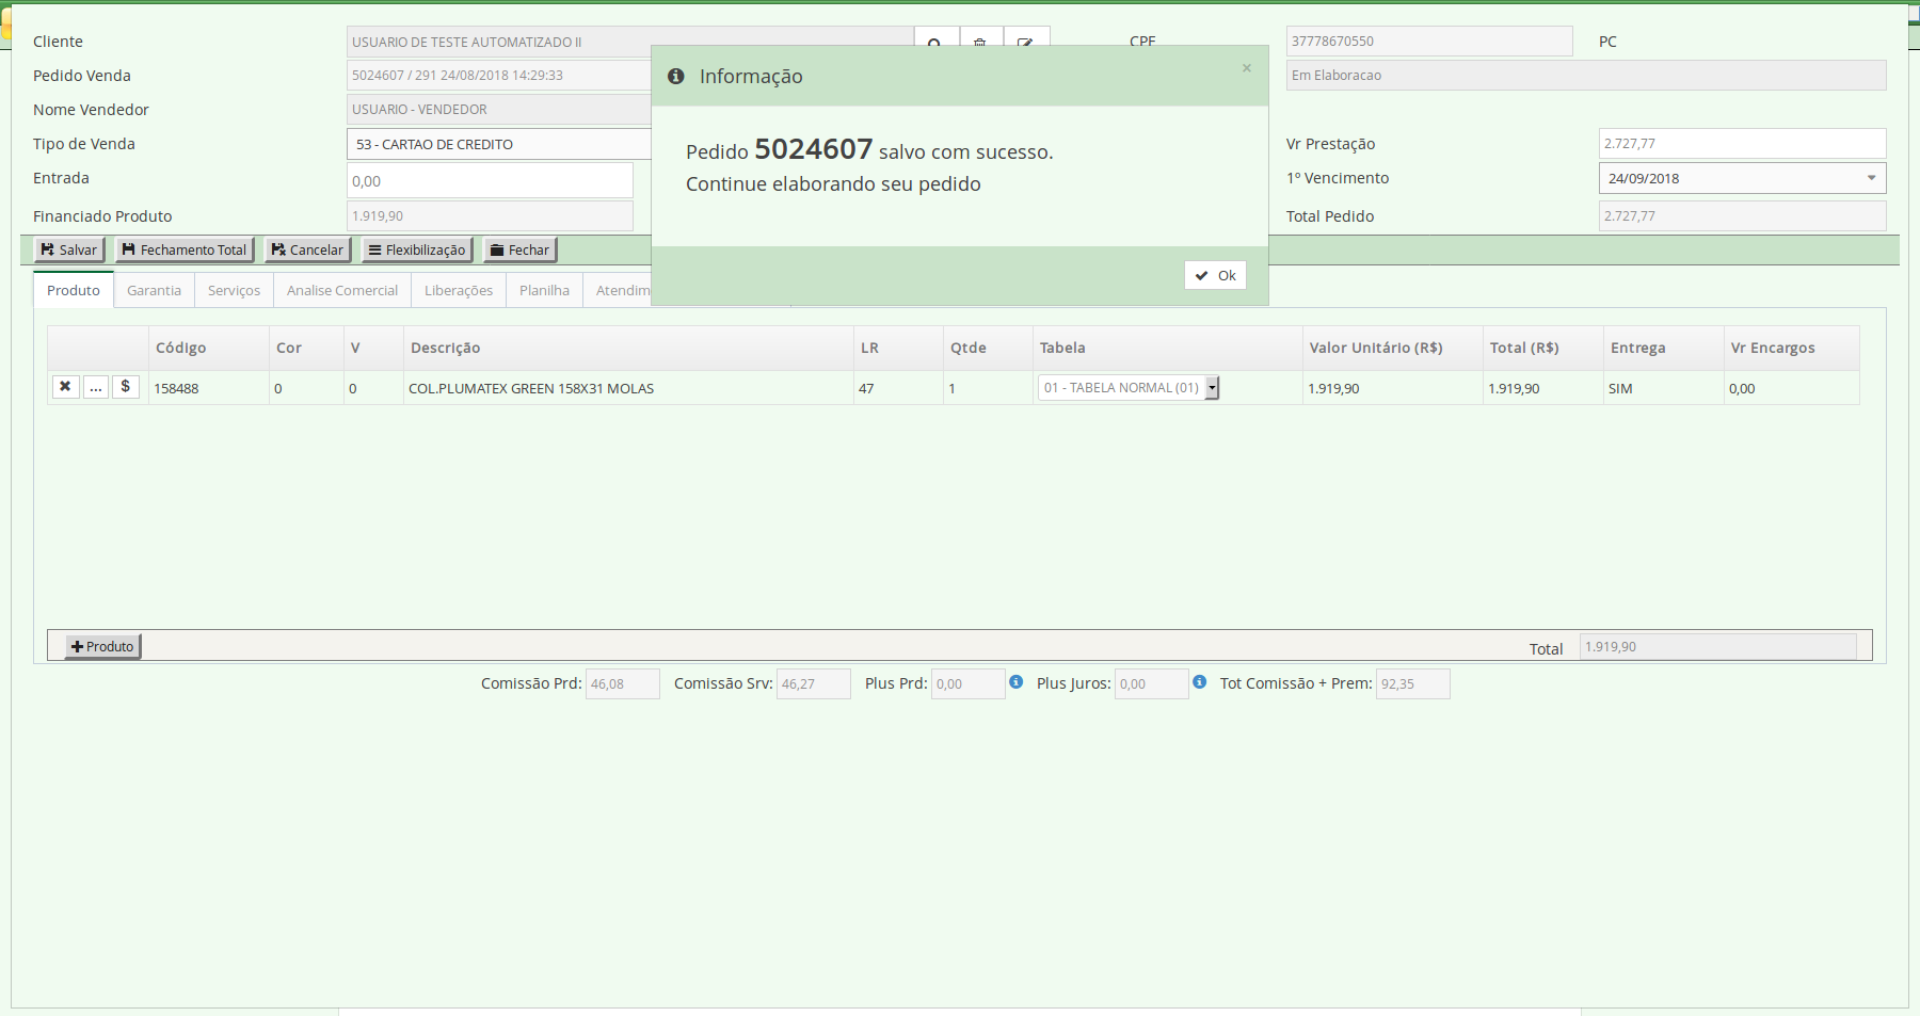 Cliente USUARIO DE TESTE AUTOMATIZADO II CPF 37778670550 PC
Pedido Venda 5024607 / 291 24/08/2018 14:29:33 Em Elaboracao
Nome Vendedor USUARIO - VENDEDOR
Tipo de Venda 53 - CARTAO DE CREDITO Vr Prestação 2.727,77
Entrada 0,00 1º Vencimento 24/09/2018
Financiado Produto 1.919,90 Total Pedido 2.727,77
Informação ×
Pedido 5024607 salvo com sucesso.
Continue elaborando seu pedido
Ok
Salvar Fechamento Total Cancelar Flexibilização Fechar
Produto Garantia Serviços Analise Comercial Liberações Planilha Atendim
Código Cor V Descrição LR Qtde Tabela Valor Unitário (R$) Total (R$) Entrega Vr Encargos
... $ 158488 0 0 COL.PLUMATEX GREEN 158X31 MOLAS 47 1 01 - TABELA NORMAL (01) 1.919,90 1.919,90 SIM 0,00
Produto Total 1.919,90
Comissão Prd: 46,08 Comissão Srv: 46,27 Plus Prd: 0,00 Plus Juros: 0,00 Tot Comissão + Prem: 92,35